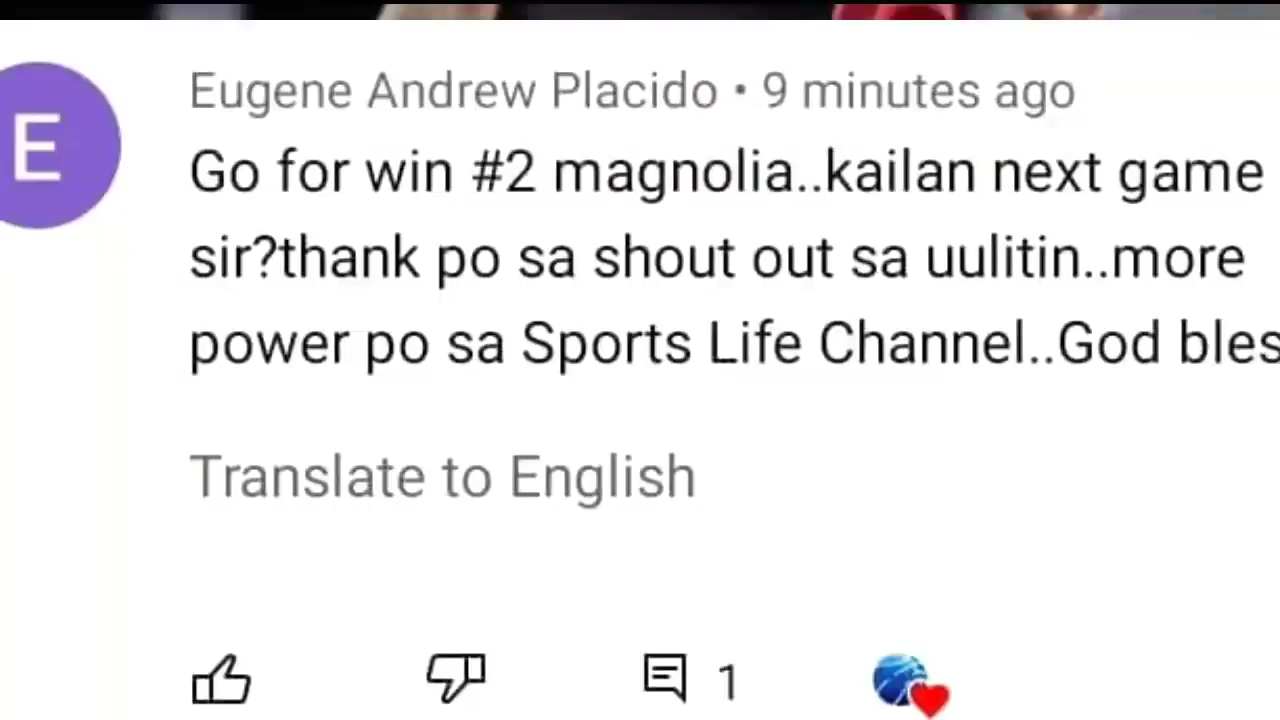 E
Eugene Andrew Placido • 9 minutes ago
Go for win #2 magnolia..kailan next game
sir?thank po sa shout out sa uulitin..more
power po sa Sports Life Channel..God bles
Translate to English
1